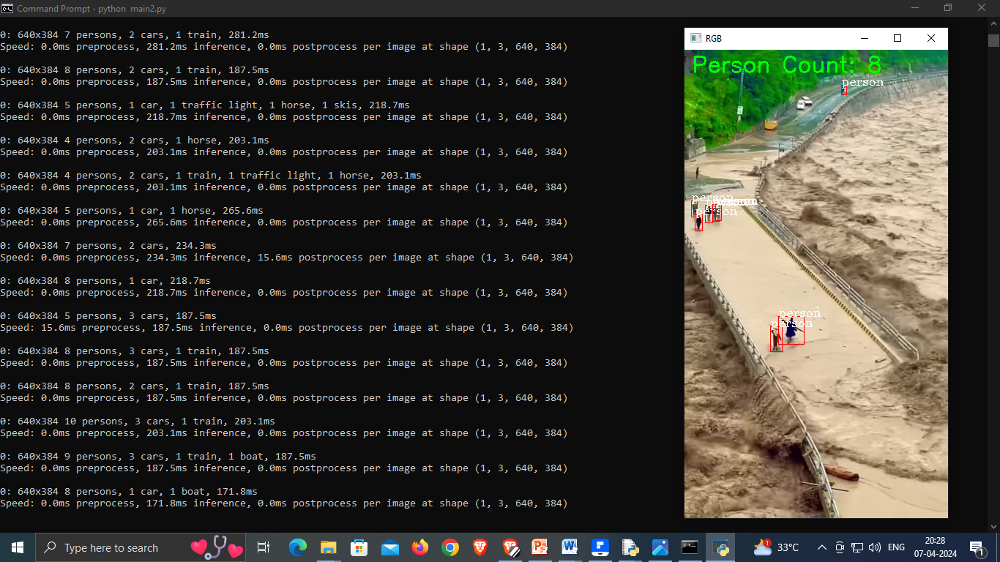 Command Prompt - python  main2.py
0: 640x384 7 persons, 2 cars, 1 train, 281.2ms
Speed: 0.0ms preprocess, 281.2ms inference, 0.0ms postprocess per image at shape (1, 3, 640, 384)
0: 640x384 8 persons, 2 cars, 1 train, 187.5ms
Speed: 0.0ms preprocess, 187.5ms inference, 0.0ms postprocess per image at shape (1, 3, 640, 384)
0: 640x384 5 persons, 1 car, 1 traffic light, 1 horse, 1 skis, 218.7ms
Speed: 0.0ms preprocess, 218.7ms inference, 0.0ms postprocess per image at shape (1, 3, 640, 384)
0: 640x384 4 persons, 2 cars, 1 horse, 203.1ms
Speed: 0.0ms preprocess, 203.1ms inference, 0.0ms postprocess per image at shape (1, 3, 640, 384)
0: 640x384 4 persons, 2 cars, 1 train, 1 traffic light, 1 horse, 203.1ms
Speed: 0.0ms preprocess, 203.1ms inference, 0.0ms postprocess per image at shape (1, 3, 640, 384)
0: 640x384 5 persons, 1 car, 1 horse, 265.6ms
Speed: 0.0ms preprocess, 265.6ms inference, 0.0ms postprocess per image at shape (1, 3, 640, 384)
0: 640x384 7 persons, 2 cars, 234.3ms
Speed: 0.0ms preprocess, 234.3ms inference, 15.6ms postprocess per image at shape (1, 3, 640, 384)
0: 640x384 8 persons, 1 car, 218.7ms
Speed: 0.0ms preprocess, 218.7ms inference, 0.0ms postprocess per image at shape (1, 3, 640, 384)
0: 640x384 5 persons, 3 cars, 187.5ms
Speed: 15.6ms preprocess, 187.5ms inference, 0.0ms postprocess per image at shape (1, 3, 640, 384)
0: 640x384 8 persons, 3 cars, 1 train, 187.5ms
Speed: 0.0ms preprocess, 187.5ms inference, 0.0ms postprocess per image at shape (1, 3, 640, 384)
0: 640x384 8 persons, 2 cars, 1 train, 187.5ms
Speed: 0.0ms preprocess, 187.5ms inference, 0.0ms postprocess per image at shape (1, 3, 640, 384)
0: 640x384 10 persons, 3 cars, 1 train, 203.1ms
Speed: 0.0ms preprocess, 203.1ms inference, 0.0ms postprocess per image at shape (1, 3, 640, 384)
0: 640x384 9 persons, 3 cars, 1 train, 1 boat, 187.5ms
Speed: 0.0ms preprocess, 187.5ms inference, 0.0ms postprocess per image at shape (1, 3, 640, 384)
0: 640x384 8 persons, 1 car, 1 boat, 171.8ms
Speed: 0.0ms preprocess, 171.8ms inference, 0.0ms postprocess per image at shape (1, 3, 640, 384)
RGB
Person Count: 8
person
person
person
person
person
person
Type here to search
33°C
ENG
20:28
07-04-2024